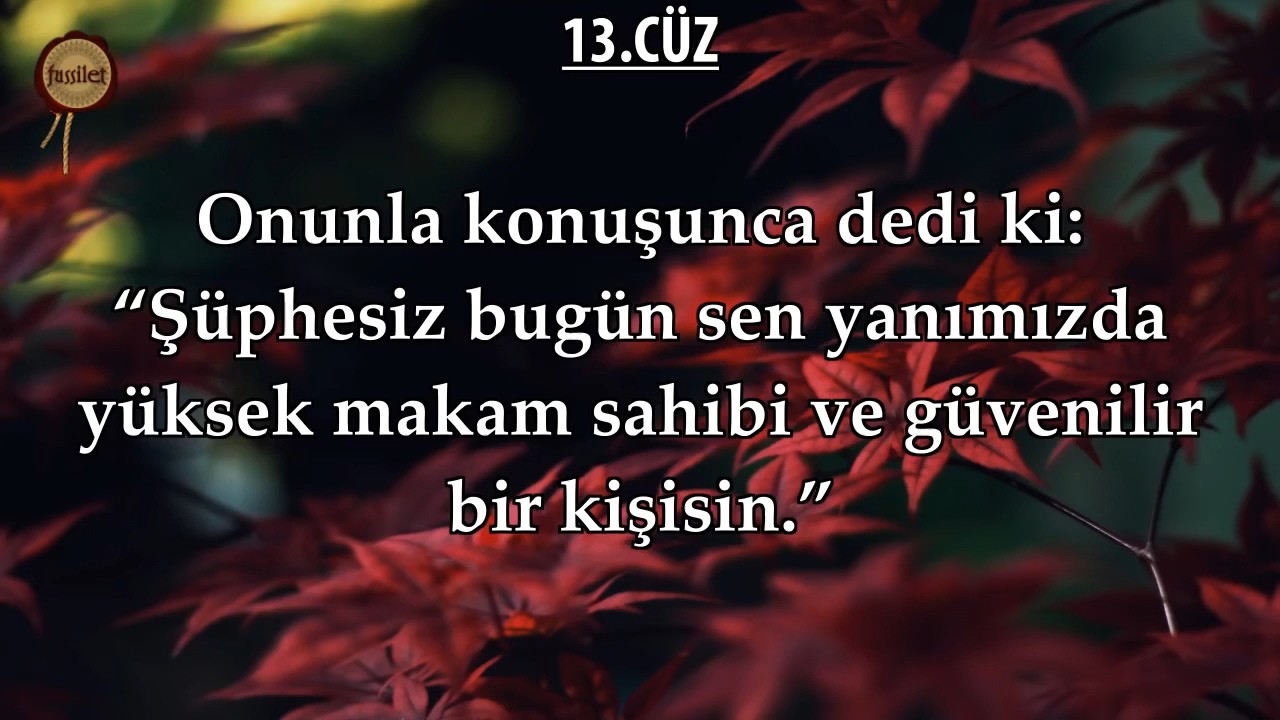 13.CÜZ
fussilet
Onunla konuşunca dedi ki:
“Şüphesiz bugün sen yanımızda
yüksek makam sahibi ve güvenilir
bir kişisin.”